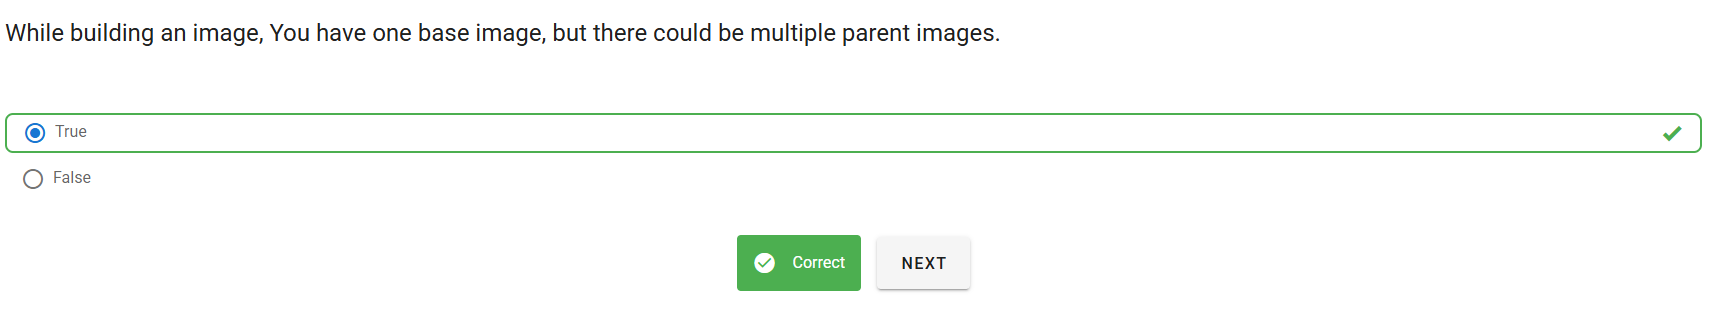 While building an image, You have one base image, but there could be multiple parent images.
True
False
Correct
NEXT